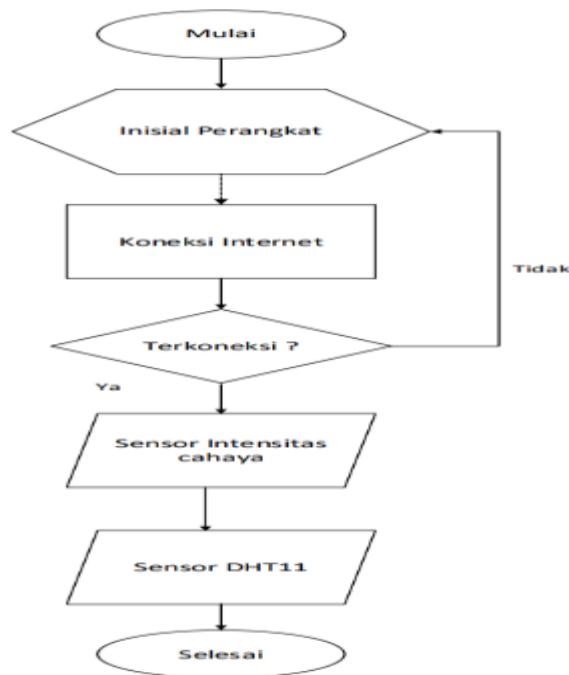 Mulai
Inisial Perangkat
Koneksi Internet
Tidak
Terkoneksi ?
Ya
Sensor Intensitas
cahaya
Sensor DHT11
Selesai